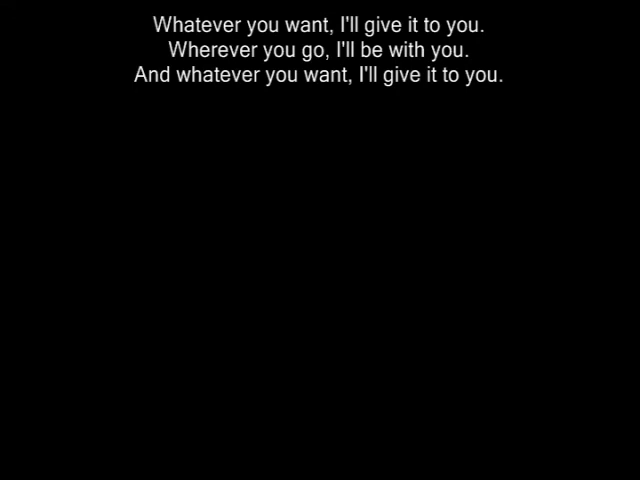 Whatever you want, I'll give it to you.
Wherever you go, I'll be with you.
And whatever you want, I'll give it to you.